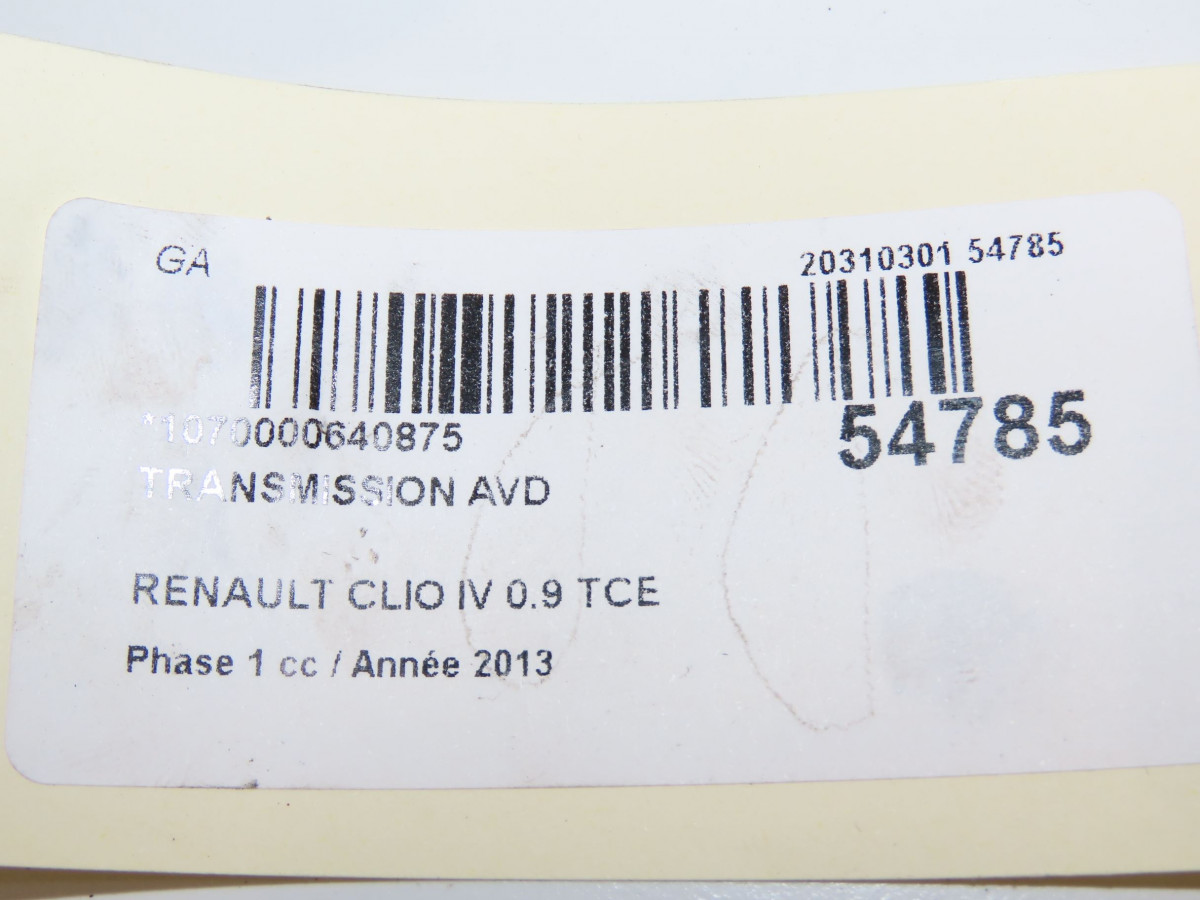 GA
20310301 54785
*1070000640875
54785
TRANSMISSION AVD
RENAULT CLIO IV 0.9 TCE
Phase 1 cc / Année 2013